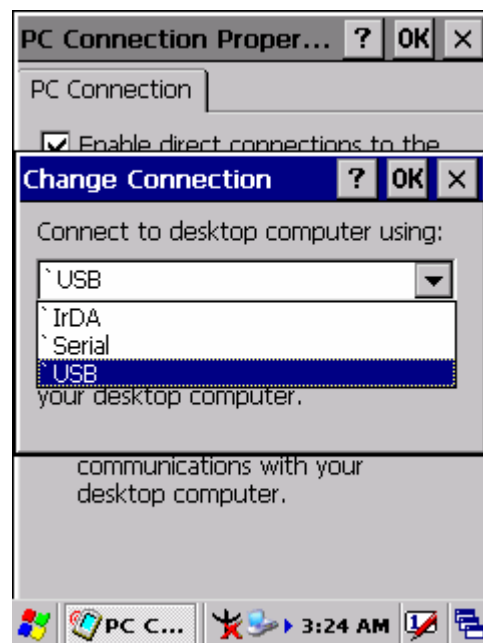 PC Connection Proper... ? OK ×
PC Connection
Enable direct connections to the
Change Connection ? OK ×
Connect to desktop computer using:
`USB
`IrDA
`Serial
`USB
your desktop computer.
communications with your
desktop computer.
PC C... 3:24 AM